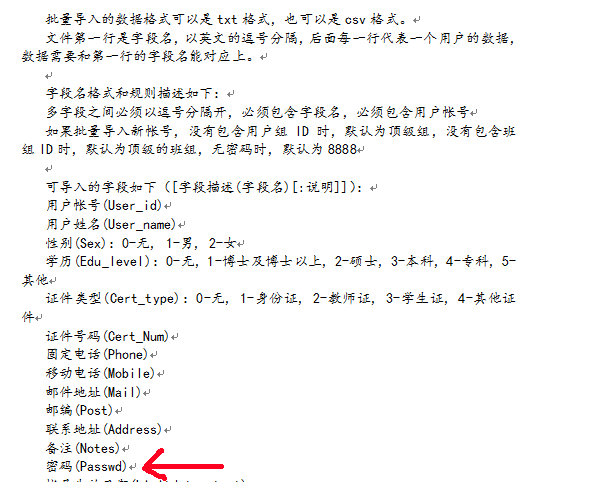 批量导入的数据格式可以是txt格式，也可以是csv格式。
文件第一行是字段名，以英文的逗号分隔，后面每一行代表一个用户的数据，
数据需要和第一行的字段名能对应上。
字段名格式和规则描述如下：
多字段之间必须以逗号分隔开，必须包含字段名，必须包含用户帐号
如果批量导入新帐号，没有包含用户组 ID 时，默认为顶级组，没有包含班
组ID时，默认为顶级的班组，无密码时，默认为8888
可导入的字段如下（[字段描述(字段名)[:说明]]）：
用户帐号(User_id)
用户姓名(User_name)
性别(Sex)：0-无，1-男，2-女
学历(Edu_level)：0-无，1-博士及博士以上，2-硕士，3-本科，4-专科，5-
其他
证件类型(Cert_type)：0-无，1-身份证，2-教师证，3-学生证，4-其他证
件
证件号码(Cert_Num)
固定电话(Phone)
移动电话(Mobile)
邮件地址(Mail)
邮编(Post)
联系地址(Address)
备注(Notes)
密码(Passwd)